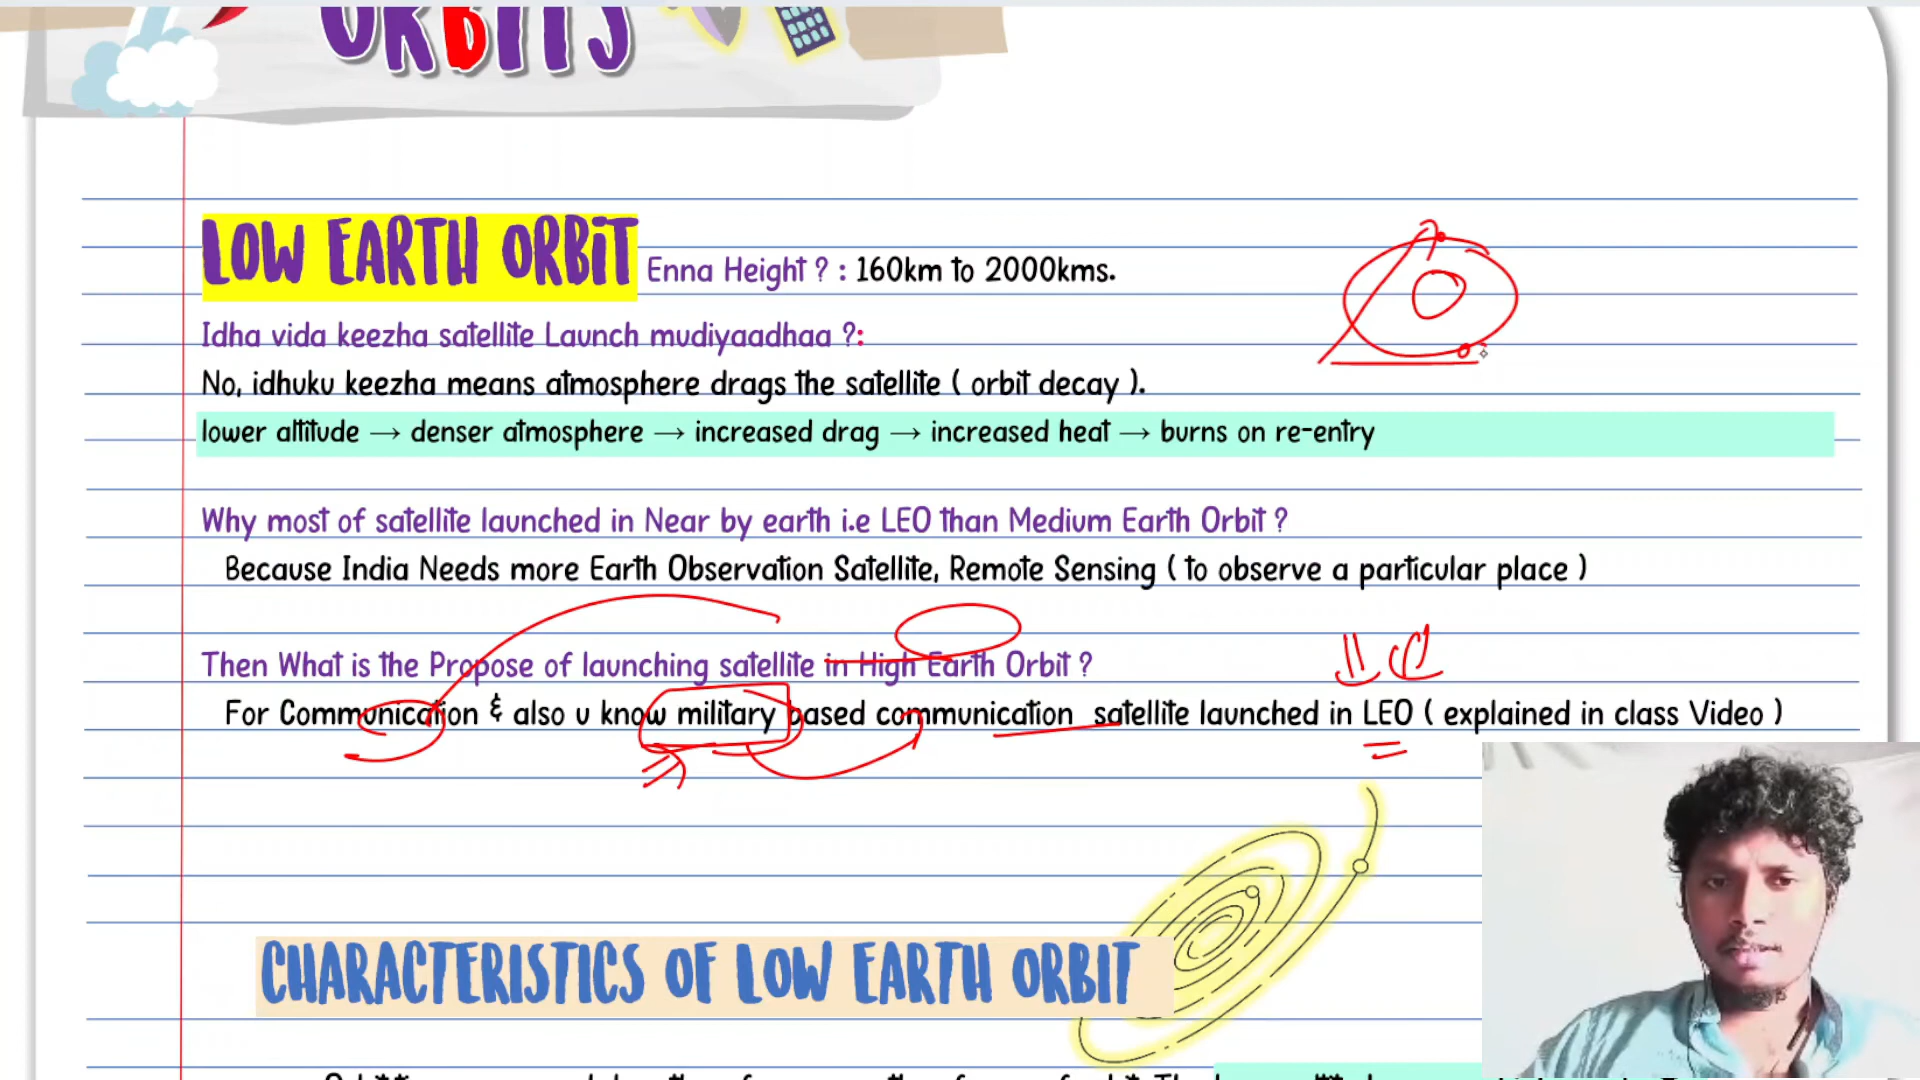 ORBITS
LOW EARTH ORBIT Enna Height ? : 160km to 2000kms.
Idha vida keezha satellite Launch mudiyaadhaa ?:
No, idhuku keezha means atmosphere drags the satellite ( orbit decay ).
lower altitude → denser atmosphere → increased drag → increased heat → burns on re-entry
Why most of satellite launched in Near by earth i.e LEO than Medium Earth Orbit ?
Because India Needs more Earth Observation Satellite, Remote Sensing ( to observe a particular place )
Then What is the Propose of launching satellite in High Earth Orbit ?
For Communication & also u know military based communication satellite launched in LEO ( explained in class Video )
CHARACTERISTICS OF LOW EARTH ORBIT